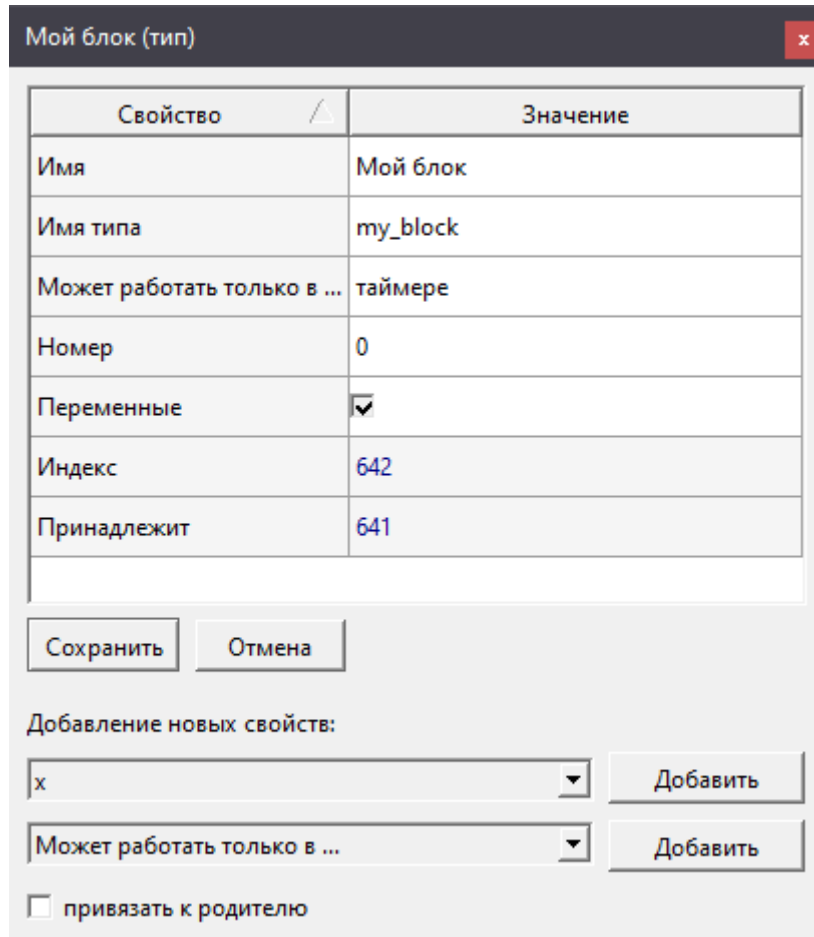 Мой блок (тип) x
Свойство Значение
Имя Мой блок
Имя типа my_block
Может работать только в ... таймере
Номер 0
Переменные
Индекс 642
Принадлежит 641
Сохранить Отмена
Добавление новых свойств:
x Добавить
Может работать только в ... Добавить
привязать к родителю